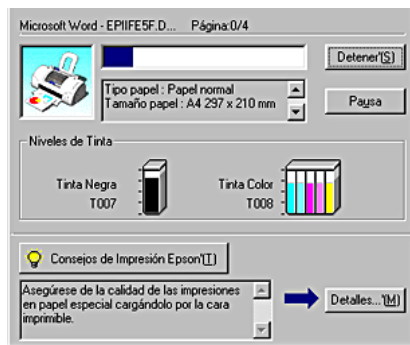 Microsoft Word - EPIIFE5F.D... Página:0/4
Detener'(S)
Tipo papel : Papel normal
Tamaño papel : A4 297 x 210 mm
Pausa
Niveles de Tinta
Tinta Negra
T007
Tinta Color
T008
Consejos de Impresión Epson'(T)
Asegúrese de la calidad de las impresiones
en papel especial cargándolo por la cara
imprimible.
Detalles...'(M)